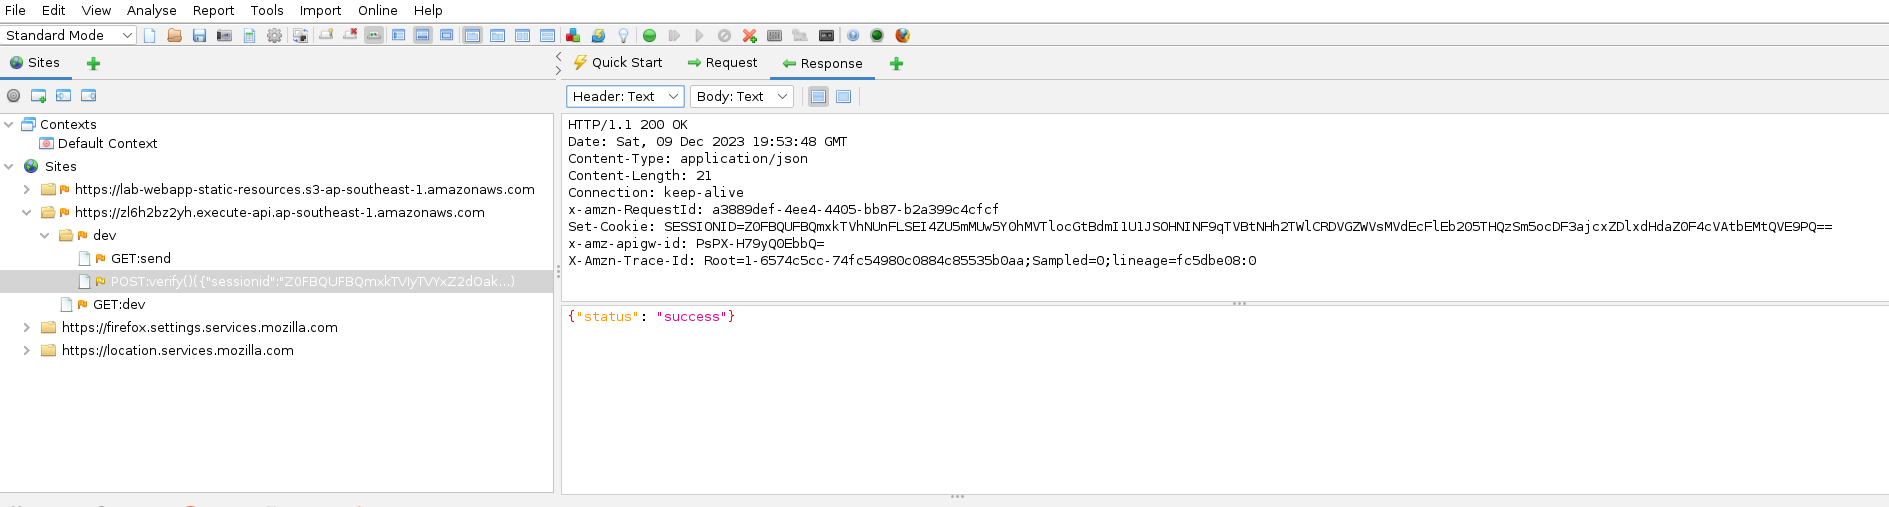 File Edit View Analyse Report Tools Import Online Help
Standard Mode
Sites
Quick Start Request Response
Header: Text Body: Text
Contexts
Default Context
Sites
https://lab-webapp-static-resources.s3-ap-southeast-1.amazonaws.com
https://zl6h2bz2yh.execute-api.ap-southeast-1.amazonaws.com
dev
GET:send
POST:verify()({"sessionid":"Z0FBQUFBQmxkTVIyTVYxZ2dOak...)
GET:dev
https://firefox.settings.services.mozilla.com
https://location.services.mozilla.com
HTTP/1.1 200 OK
Date: Sat, 09 Dec 2023 19:53:48 GMT
Content-Type: application/json
Content-Length: 21
Connection: keep-alive
x-amzn-RequestId: a3889def-4ee4-4405-bb87-b2a399c4cfcf
Set-Cookie:
x-amz-apigw-id: PsPX-H79yQ0EbbQ=
X-Amzn-Trace-Id: Root=1-6574c5cc-74fc54980c0884c85535b0aa;Sampled=0;lineage=fc5dbe08:0
{"status": "success"}